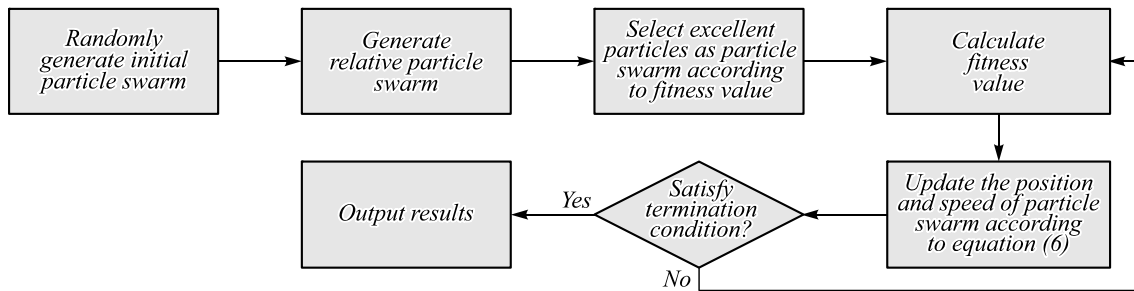 Randomly
generate initial
particle swarm
Generate
relative particle
swarm
Select excellent
particles as particle
swarm according
to fitness value
Calculate
fitness
value
Output results
Yes
Satisfy
termination
condition?
No
Update the position
and speed of particle
swarm according
to equation (6)